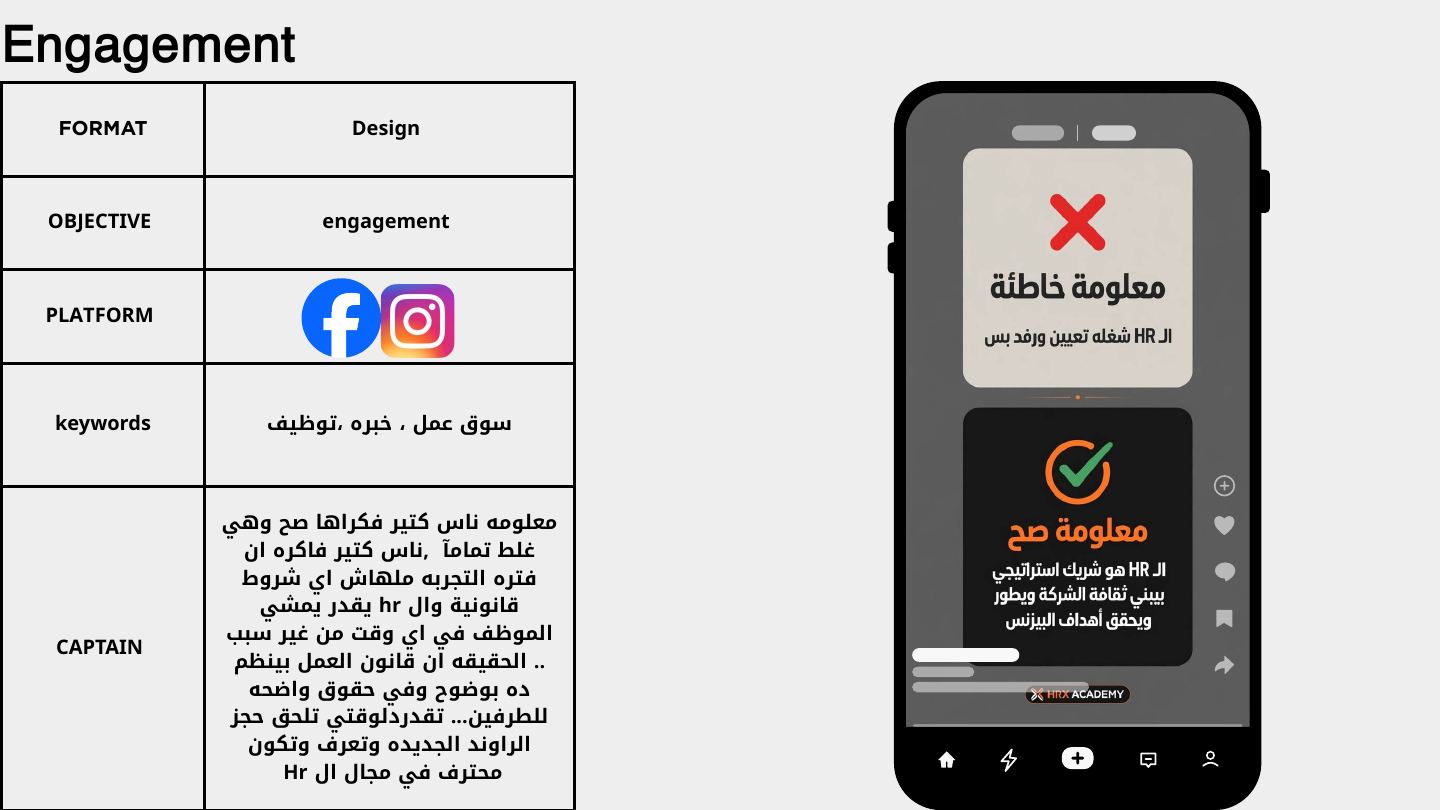 Engagement
FORMAT
Design
OBJECTIVE
engagement
PLATFORM
keywords
سوق عمل ، خبره ،توظيف
CAPTAIN
معلومه ناس كتير فكراها صح وهي
غلط تمامآ ,ناس كتير فاكره ان
فتره التجربه ملهاش اي شروط
قانونية وال hr يقدر يمشي
الموظف في اي وقت من غير سبب
.. الحقيقه ان قانون العمل بينظم
ده بوضوح وفي حقوق واضحه
للطرفين... تقدردلوقتي تلحق حجز
الراوند الجديده وتعرف وتكون
محترف في مجال ال Hr
معلومة خاطئة
الـ HR شغله تعيين ورفد بس
معلومة صح
الـ HR هو شريك استراتيجي
بيبني ثقافة الشركة ويطور
ويحقق أهداف البيزنس
HRX ACADEMY